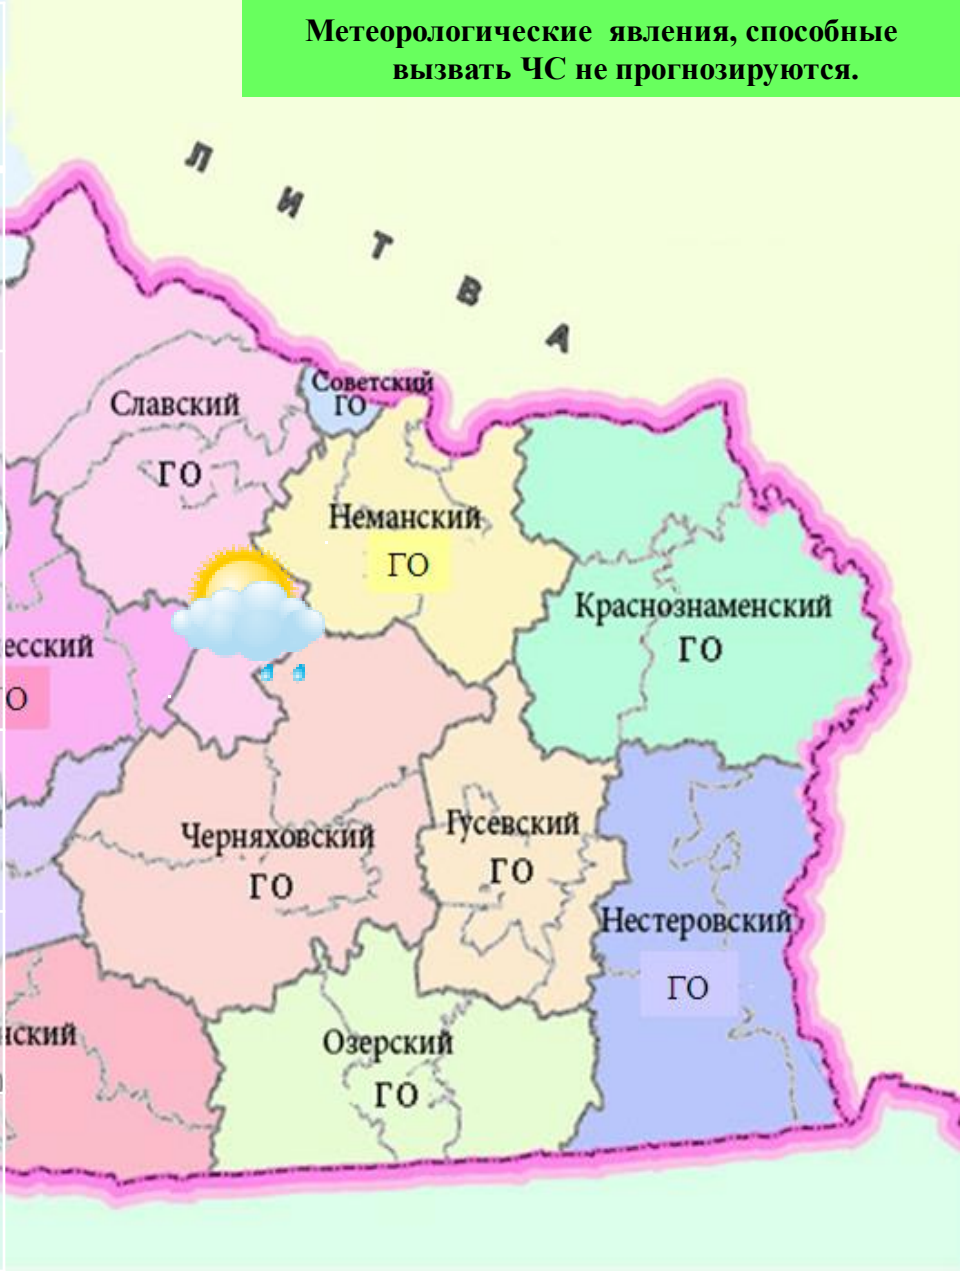 Метеорологические явления, способные
вызвать ЧС не прогнозируются.
ЛИТВА
Советский
ГО
Славский
ГО
Неманский
ГО
Краснознаменский
ГО
есский
О
Гусевский
ГО
Черняховский
ГО
Нестеровский
ГО
нский
Озерский
ГО